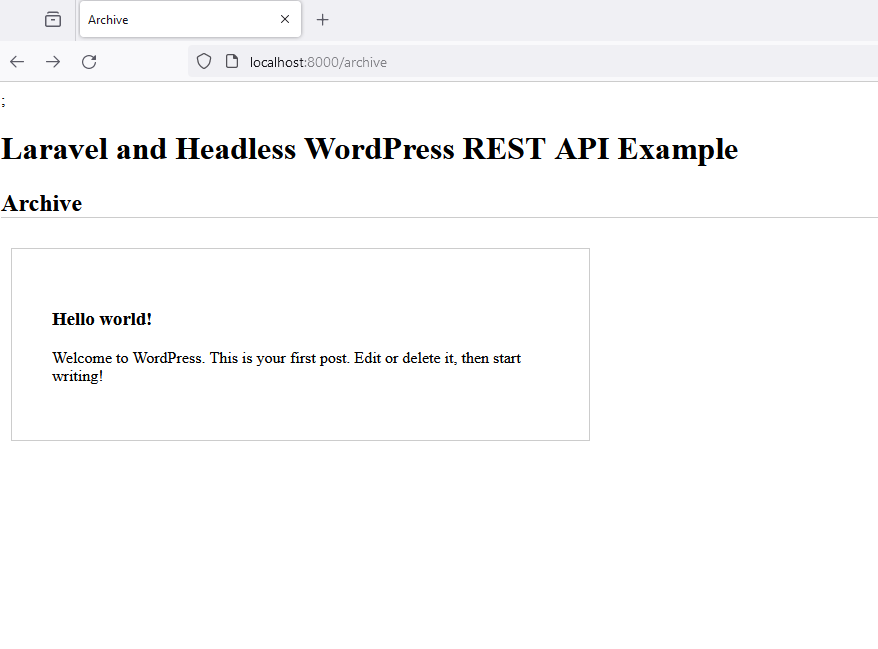 Archive
localhost:8000/archive
;
Laravel and Headless WordPress REST API Example
Archive
Hello world!
Welcome to WordPress. This is your first post. Edit or delete it, then start
writing!